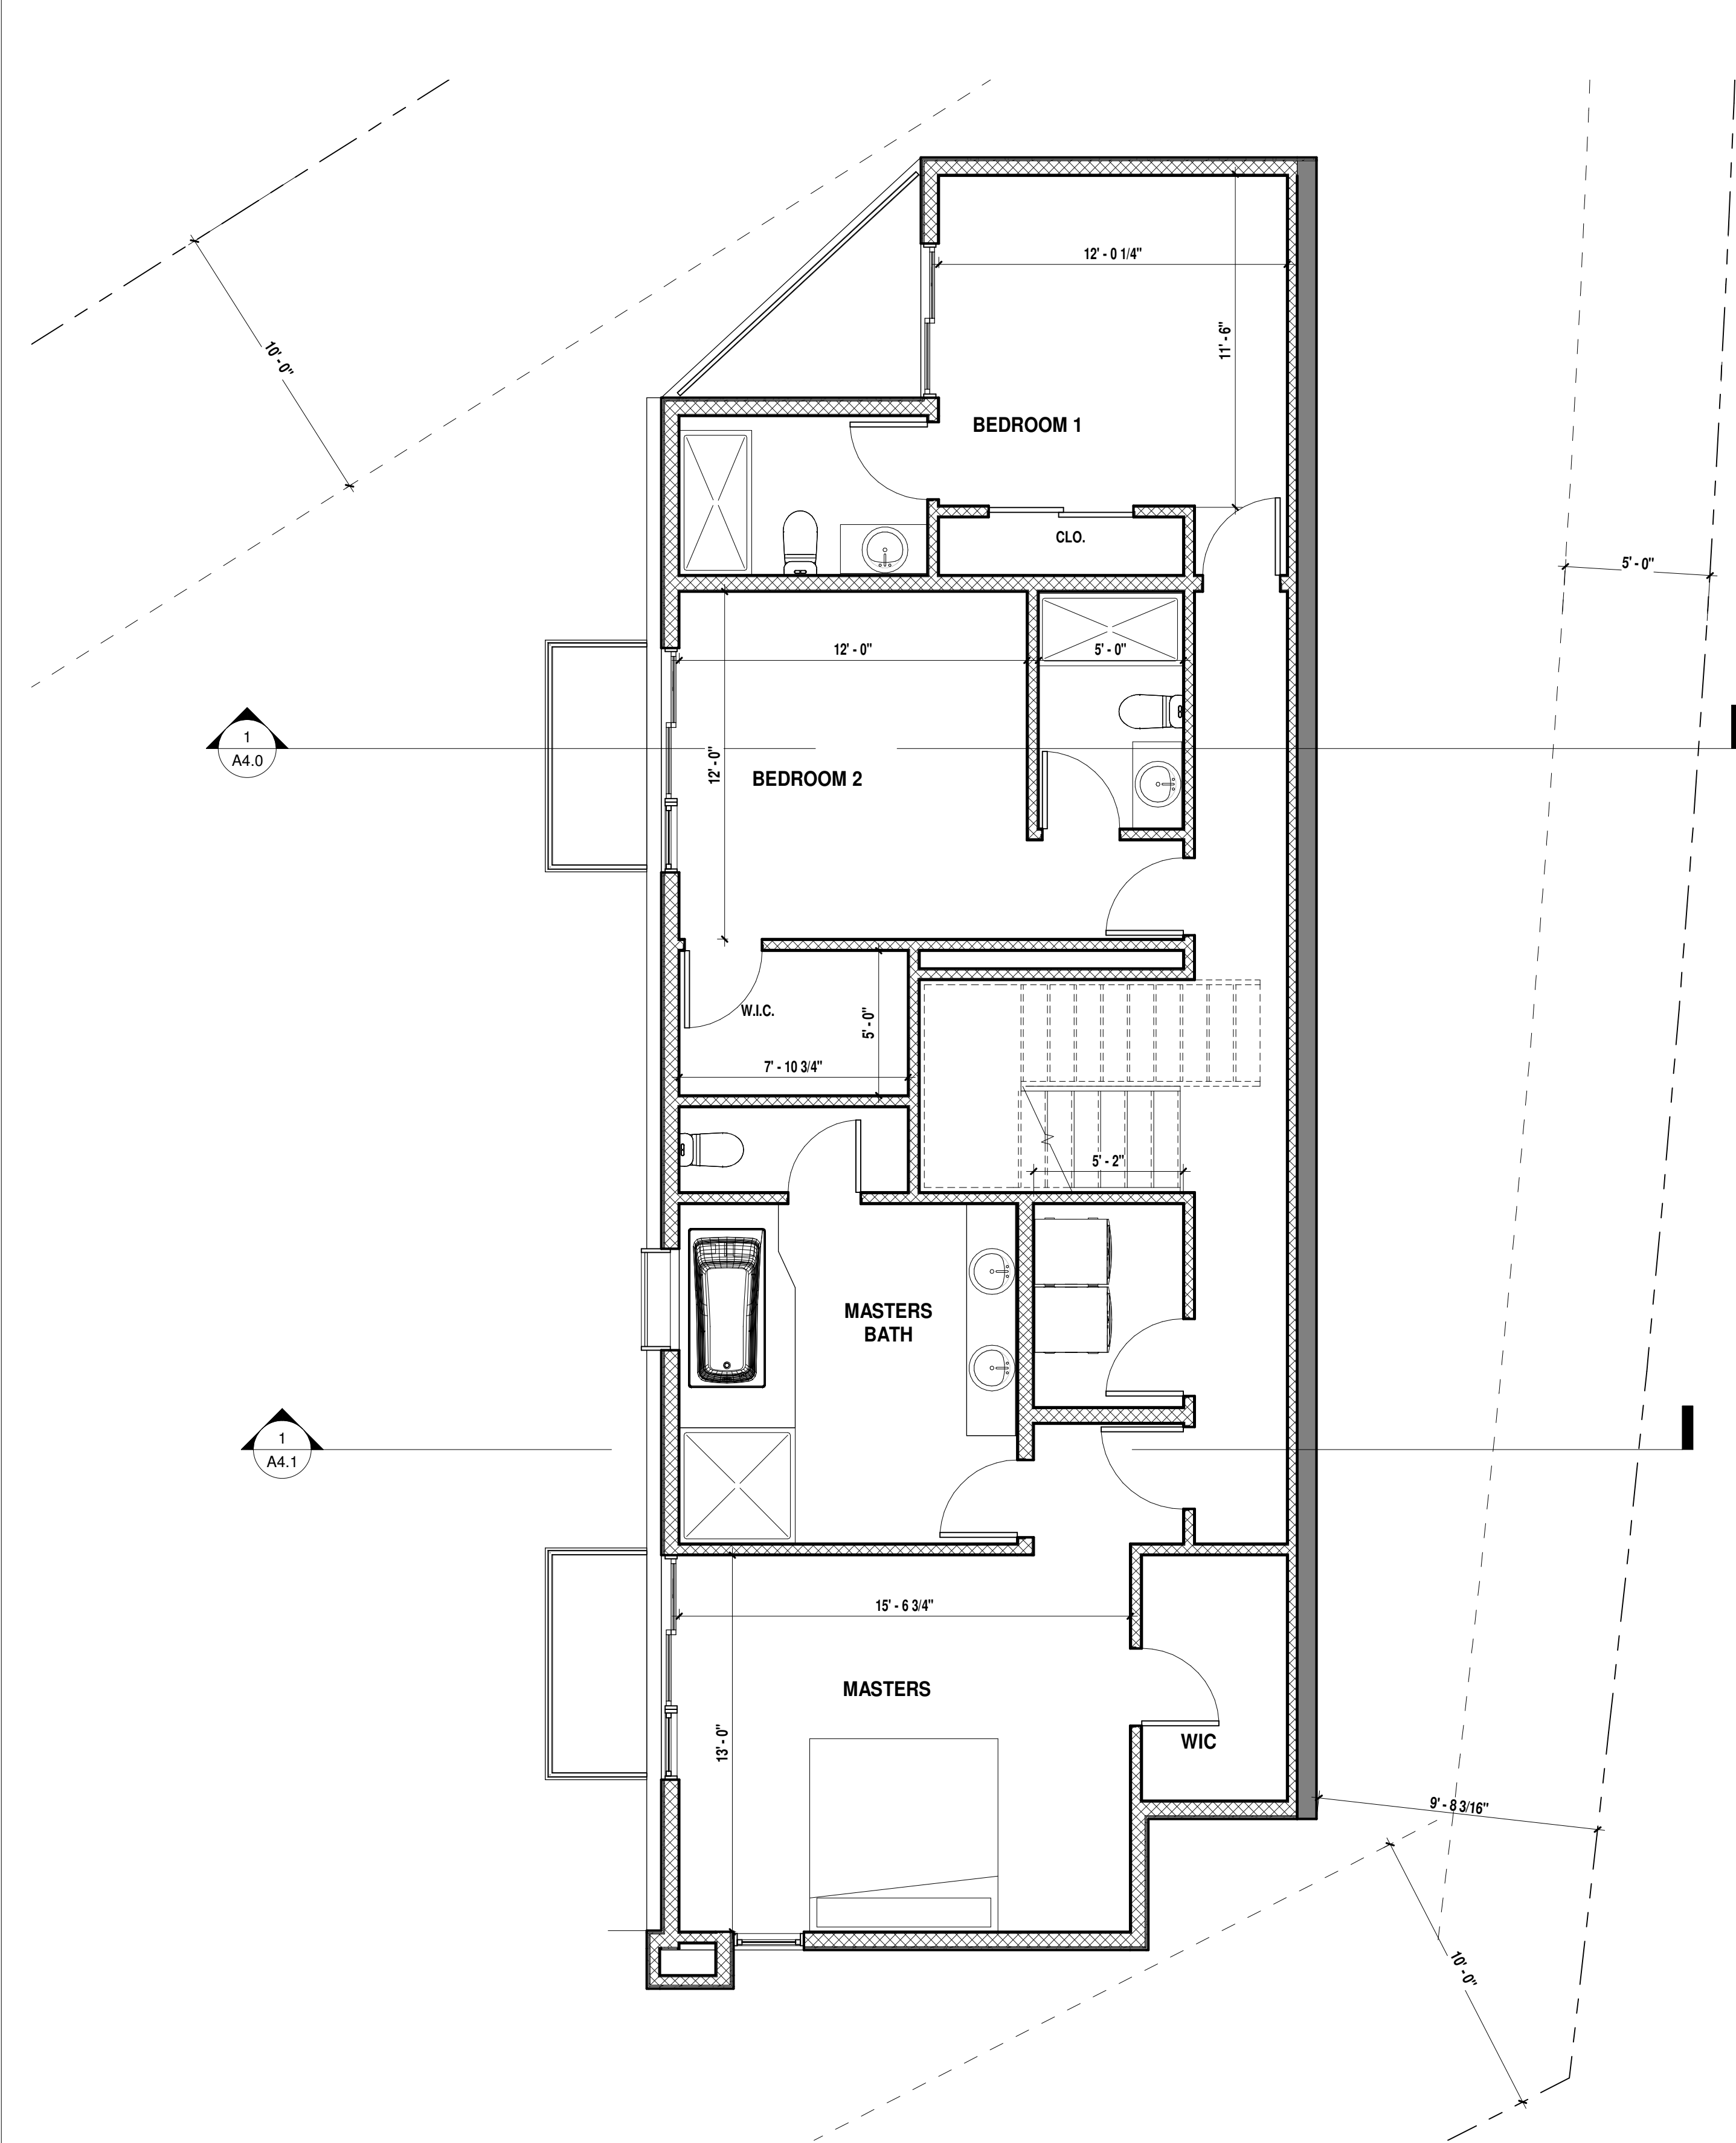 12' - 0 1/4"
11' - 6"
10' - 0"
BEDROOM 1
CLO.
5' - 0"
12' - 0"
5' - 0"
1
A4.0
12' - 0"
BEDROOM 2
W.I.C.
5' - 0"
7' - 10 3/4"
5' - 2"
MASTERS
BATH
1
A4.1
15' - 6 3/4"
MASTERS
13' - 0"
WIC
9' - 8 3/16"
10' - 0"